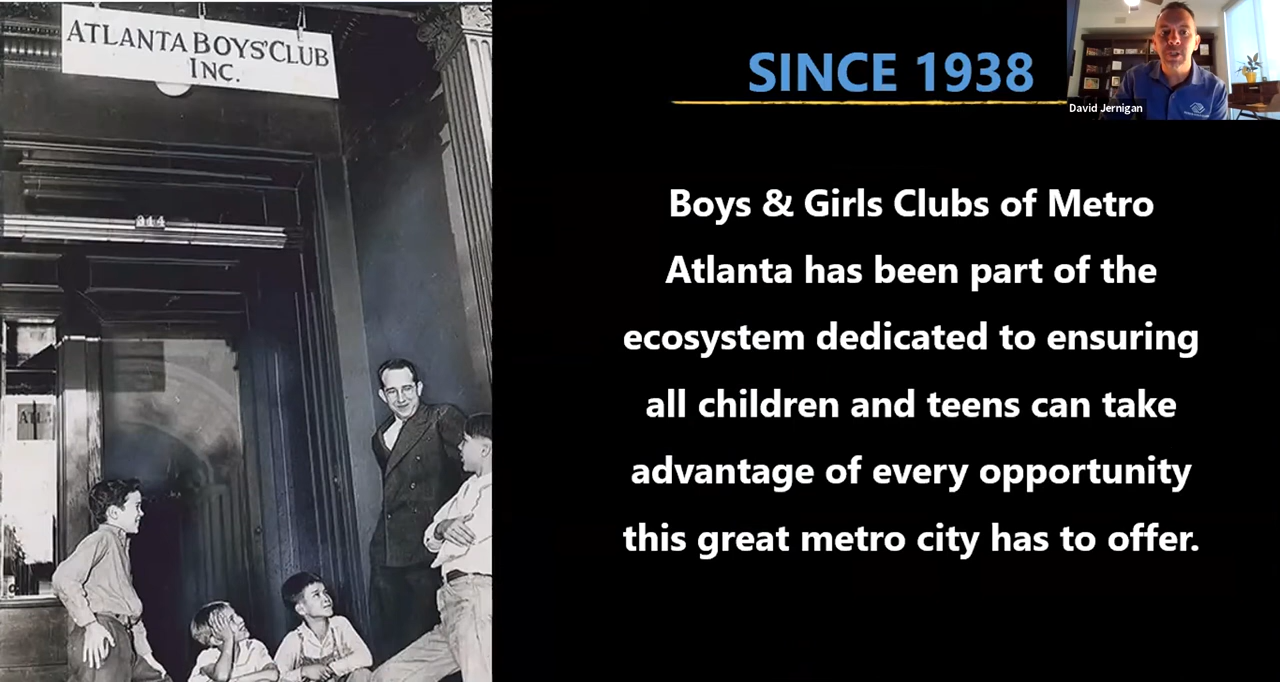 ATLANTA BOYS' CLUB
INC.
314
ATL.
SINCE 1938
David Jernigan
Boys & Girls Clubs of Metro
Atlanta has been part of the
ecosystem dedicated to ensuring
all children and teens can take
advantage of every opportunity
this great metro city has to offer.